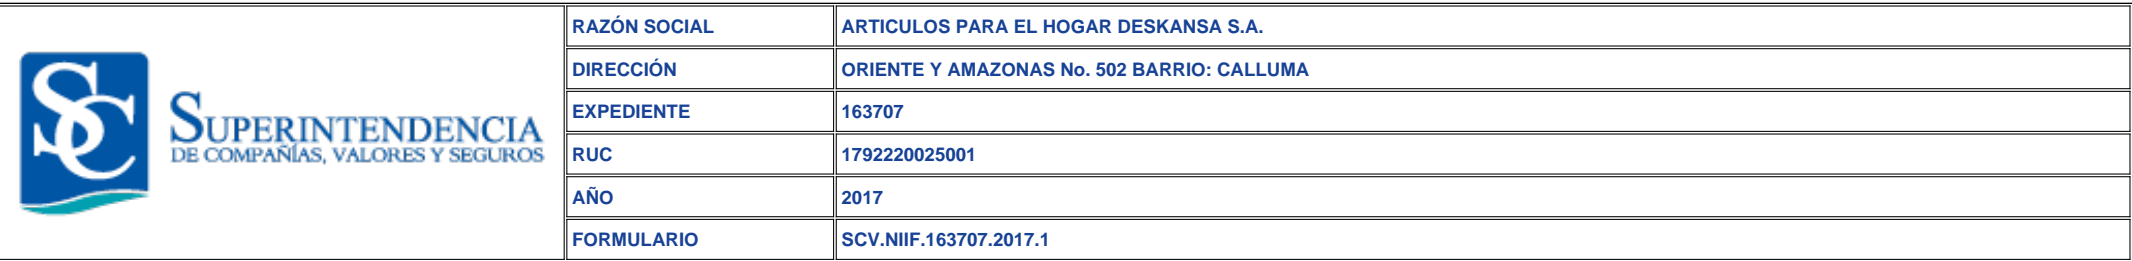 SC
SUPERINTENDENCIA
DE COMPAÑÍAS, VALORES Y SEGUROS
RAZÓN SOCIAL ARTICULOS PARA EL HOGAR DESKANSA S.A.
DIRECCIÓN ORIENTE Y AMAZONAS No. 502 BARRIO: CALLUMA
EXPEDIENTE 163707
RUC 1792220025001
AÑO 2017
FORMULARIO SCV.NIIF.163707.2017.1